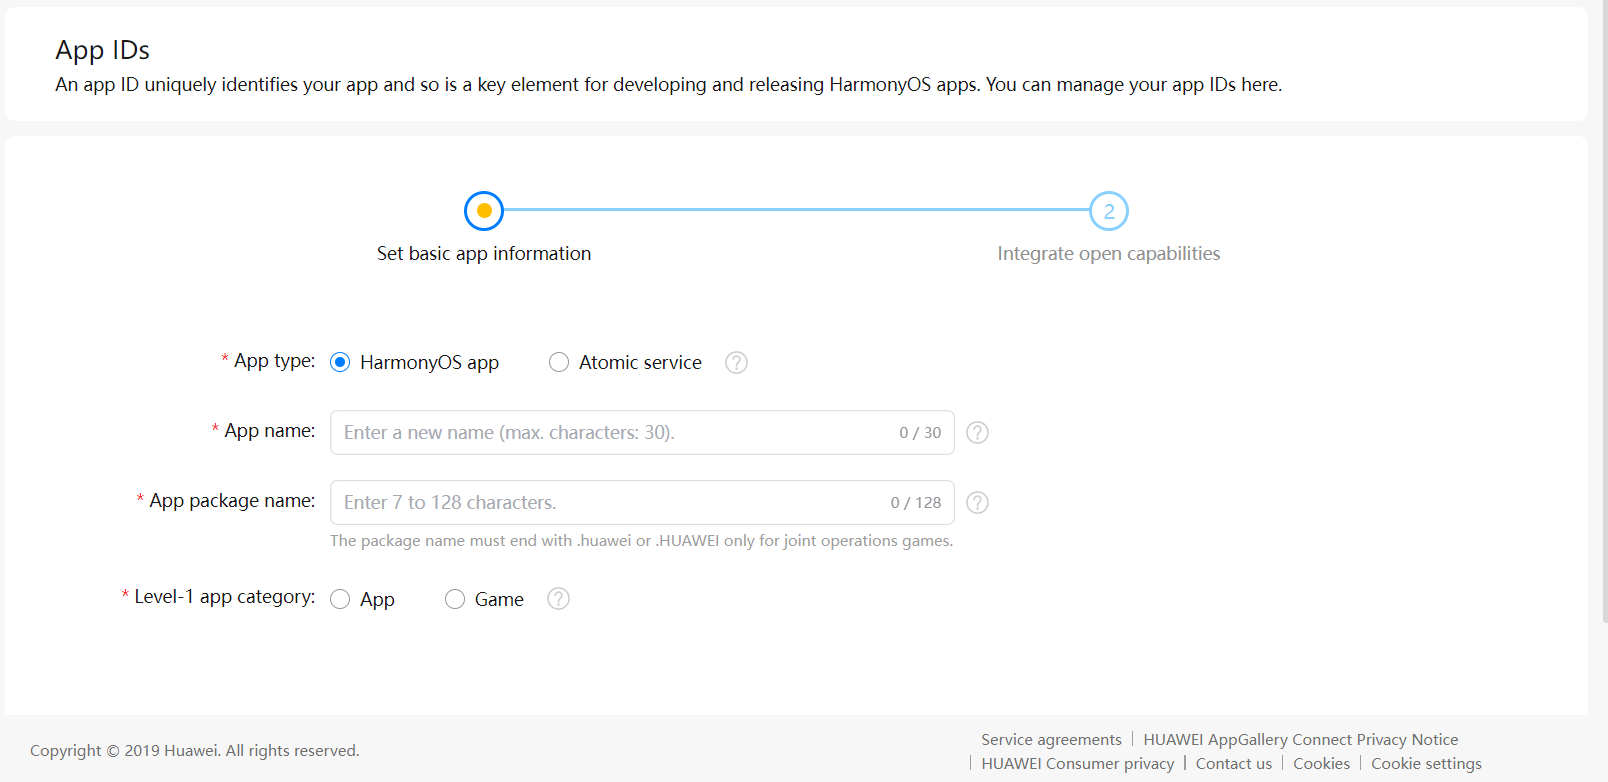 App IDs
An app ID uniquely identifies your app and so is a key element for developing and releasing HarmonyOS apps. You can manage your app IDs here.
2
Set basic app information
Integrate open capabilities
* App type: HarmonyOS app Atomic service ?
* App name: Enter a new name (max. characters: 30). 0 / 30 ?
* App package name: Enter 7 to 128 characters. 0 / 128 ?
The package name must end with .huawei or .HUAWEI only for joint operations games.
* Level-1 app category: App Game ?
Copyright © 2019 Huawei. All rights reserved.
Service agreements | HUAWEI AppGallery Connect Privacy Notice
| HUAWEI Consumer privacy | Contact us | Cookies | Cookie settings